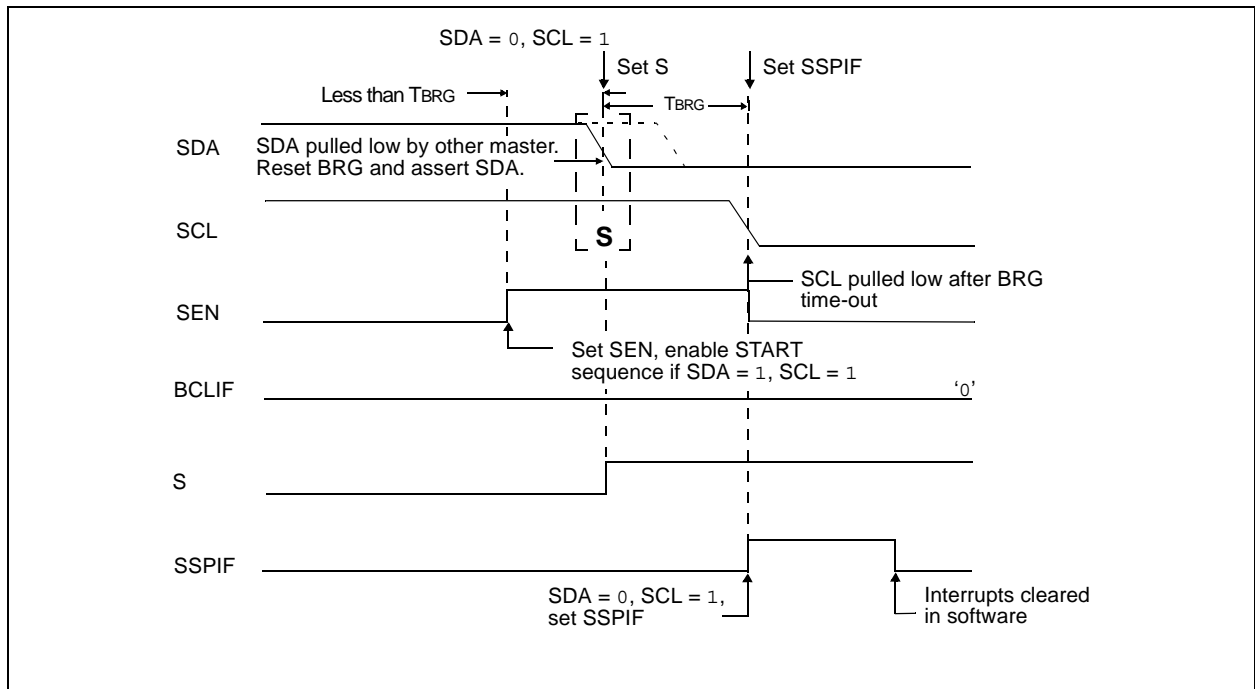 SDA = 0, SCL = 1
Set S
Set SSPIF
Less than TBRG
TBRG
SDA
SDA pulled low by other master.
Reset BRG and assert SDA.
SCL
S
SCL pulled low after BRG
time-out
SEN
Set SEN, enable START
sequence if SDA = 1, SCL = 1
BCLIF
‘0’
S
SSPIF
SDA = 0, SCL = 1,
set SSPIF
Interrupts cleared
in software